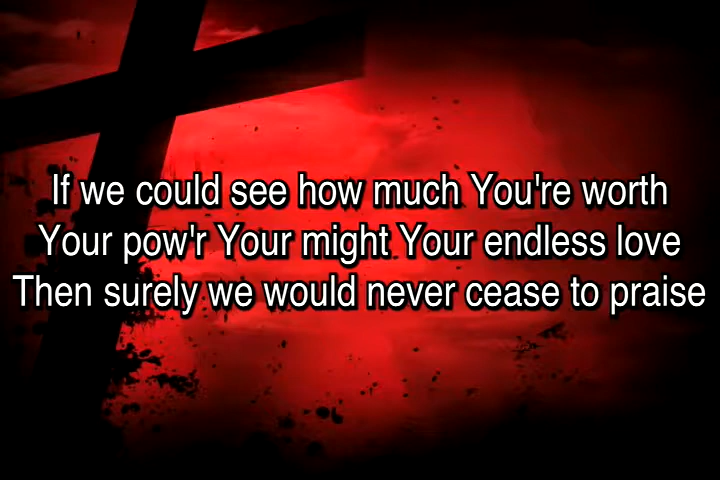 If we could see how much You're worth
Your pow'r Your might Your endless love
Then surely we would never cease to praise